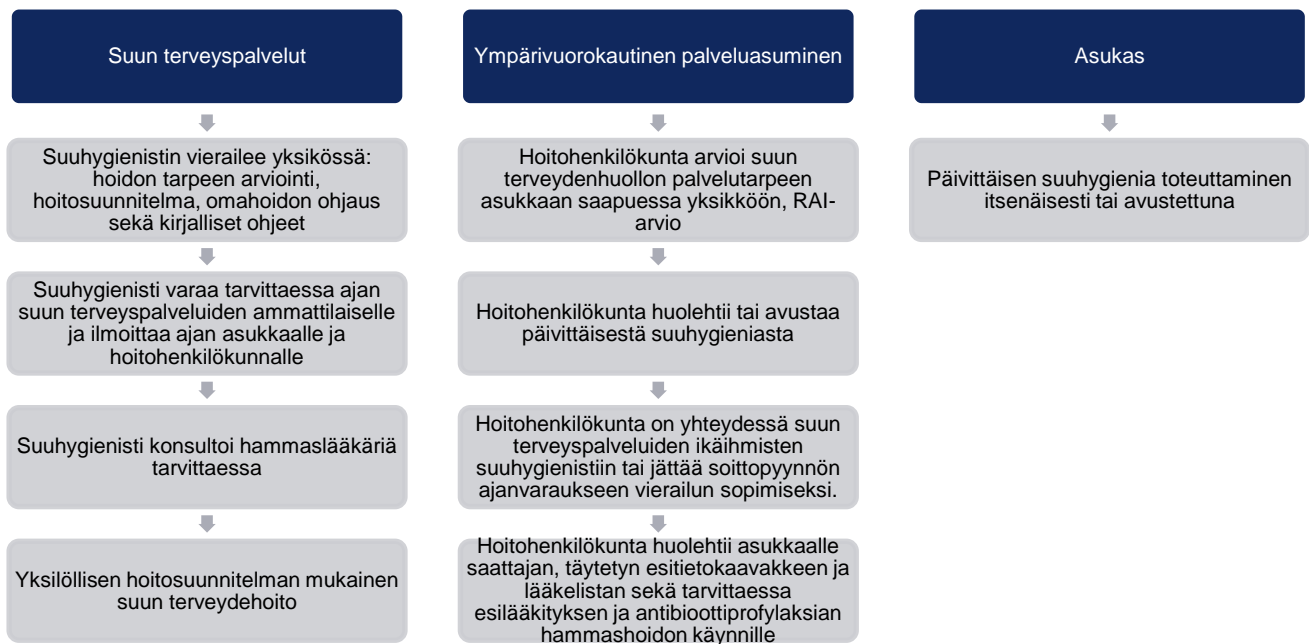 Suun terveyspalvelut
Suuhygienistin vierailee yksikössä:
hoidon tarpeen arviointi,
hoitosuunnitelma, omahoidon ohjaus
sekä kirjalliset ohjeet
Suuhygienisti varaa tarvittaessa ajan
suun terveyspalveluiden ammattilaiselle
ja ilmoittaa ajan asukkaalle ja
hoitohenkilökunnalle
Suuhygienisti konsultoi hammaslääkäriä
tarvittaessa
Yksilöllisen hoitosuunnitelman mukainen
suun terveydehoito
Ympärivuorokautinen palveluasuminen
Hoitohenkilökunta arvioi suun
terveydenhuollon palvelutarpeen
asukkaan saapuessa yksikköön, RAI-
arvio
Hoitohenkilökunta huolehtii tai avustaa
päivittäisestä suuhygieniasta
Hoitohenkilökunta on yhteydessä suun
terveyspalveluiden ikäihmisten
suuhygienistiin tai jättää soittopyynnön
ajanvaraukseen vierailun sopimiseksi.
Hoitohenkilökunta huolehtii asukkaalle
saattajan, täytetyn esitietokaavakkeen ja
lääkelistan sekä tarvittaessa
esilääkityksen ja antibioottiprofylaksian
hammashoidon käynnille
Asukas
Päivittäisen suuhygienia toteuttaminen
itsenäisesti tai avustettuna